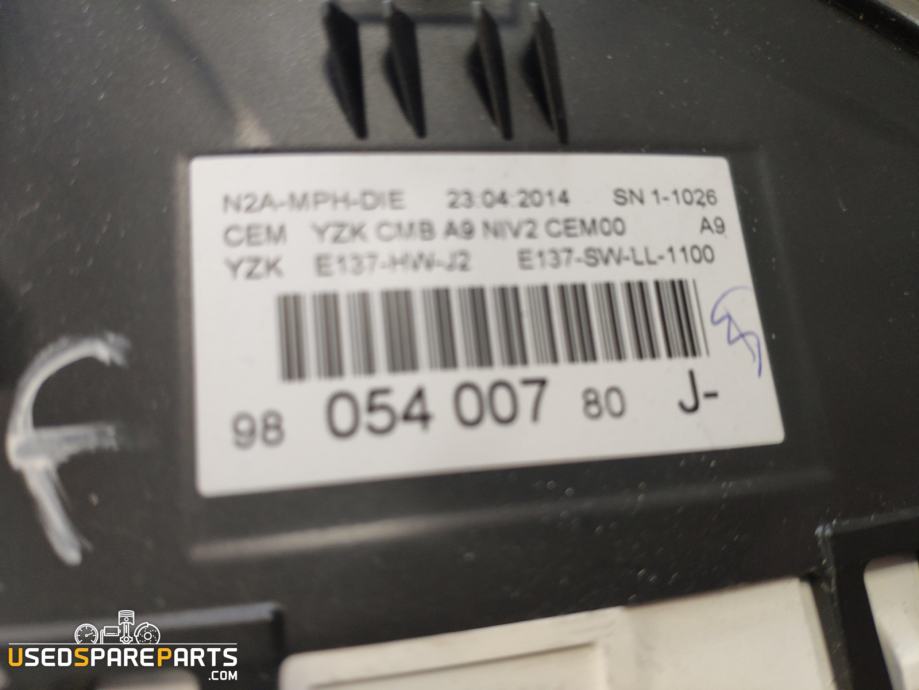 N2A-MPH-DIE 23.04.2014 SN 1-1026
CEM YZK CMB A9 NIV2 CEM00 A9
YZK E137-HW-J2 E137-SW-LL-1100
98 054 007 80 J-
F
USEDSPAREPARTS
.COM